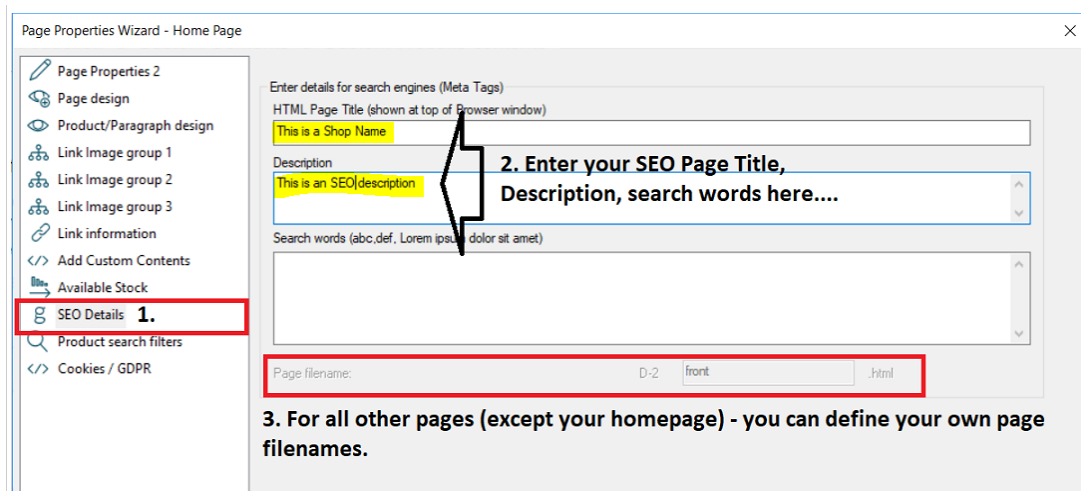 Page Properties Wizard - Home Page
Page Properties 2
Page design
Product/Paragraph design
Link Image group 1
Link Image group 2
Link Image group 3
Link information
Add Custom Contents
Available Stock
SEO Details 1.
Product search filters
Cookies / GDPR
Enter details for search engines (Meta Tags)
HTML Page Title (shown at top of Browser window)
This is a Shop Name
Description
This is an SEO description
2. Enter your SEO Page Title,
Description, search words here....
Search words (abc,def, Lorem ipsum dolor sit amet)
Page filename: D-2 front .html
3. For all other pages (except your homepage) - you can define your own page
filenames.